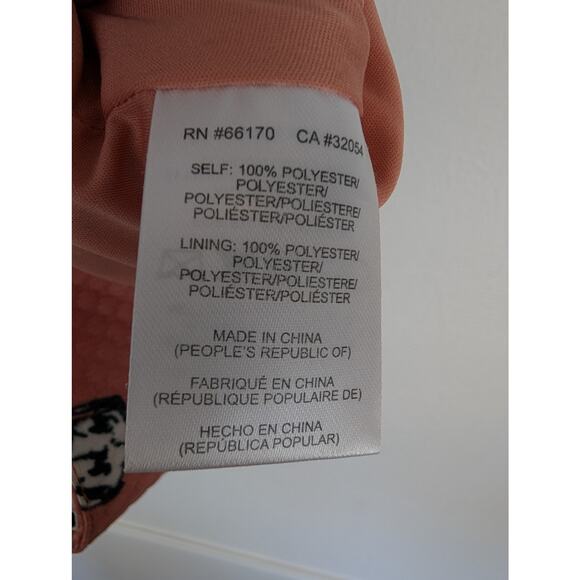 RN #66170 CA #32054
SELF: 100% POLYESTER/
POLYESTER/
POLYESTER/POLIESTERE/
POLIÉSTER/POLIÉSTER
LINING: 100% POLYESTER/
POLYESTER/
POLYESTER/POLIESTERE/
POLIÉSTER/POLIÉSTER
MADE IN CHINA
(PEOPLE'S REPUBLIC OF)
FABRIQUÉ EN CHINA
(RÉPUBLIQUE POPULAIRE DE)
HECHO EN CHINA
(REPÚBLICA POPULAR)